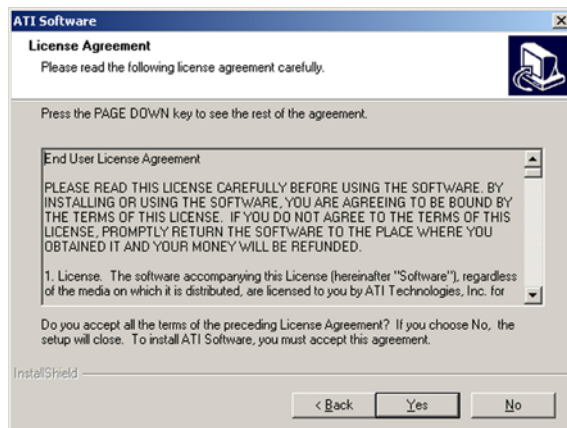 ATI Software
License Agreement
Please read the following license agreement carefully.
Press the PAGE DOWN key to see the rest of the agreement.
End User License Agreement
PLEASE READ THIS LICENSE CAREFULLY BEFORE USING THE SOFTWARE. BY
INSTALLING OR USING THE SOFTWARE, YOU ARE AGREEING TO BE BOUND BY
THE TERMS OF THIS LICENSE. IF YOU DO NOT AGREE TO THE TERMS OF THIS
LICENSE, PROMPTLY RETURN THE SOFTWARE TO THE PLACE WHERE YOU
OBTAINED IT AND YOUR MONEY WILL BE REFUNDED.
1. License. The software accompanying this License (hereinafter "Software"), regardless
of the media on which it is distributed, are licensed to you by ATI Technologies, Inc. for
Do you accept all the terms of the preceding License Agreement? If you choose No, the
setup will close. To install ATI Software, you must accept this agreement.
InstallShield
< Back Yes No